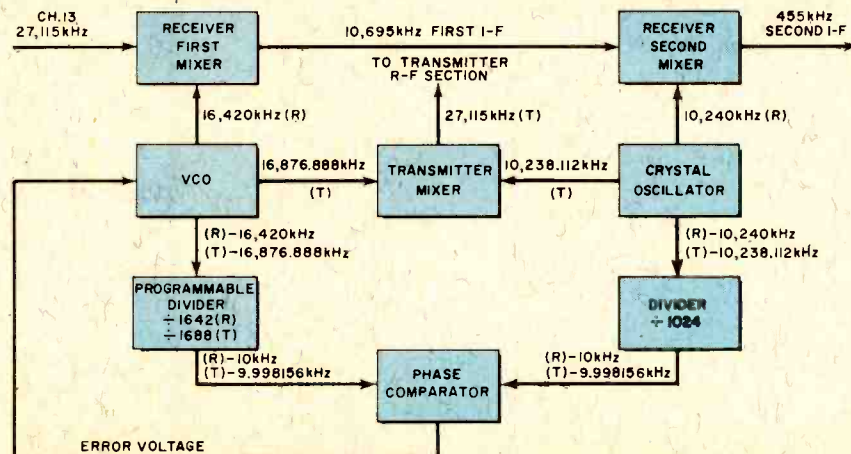 CH.13
27,115kHz
RECEIVER
FIRST
MIXER
10,695kHz FIRST I-F
RECEIVER
SECOND
MIXER
455kHz
SECOND I-F
TO TRANSMITTER
R-F SECTION
16,420kHz (R)
27,115kHz(T)
10,240kHz (R)
VCO
16,876.888kHz
(T)
TRANSMITTER
MIXER
10,238.112kHz
(T)
CRYSTAL
OSCILLATOR
(R)-16,420kHz
(T)-16,876.888kHz
(R)-10,240kHz
(T)-10,238.112kHz
PROGRAMMABLE
DIVIDER
÷1642(R)
÷1688(T)
DIVIDER
÷ 1024
(R)-10kHz
(T)-9.998156kHz
PHASE
COMPARATOR
(R)-10kHz
(T)-9.998156kHz
ERROR VOLTAGE